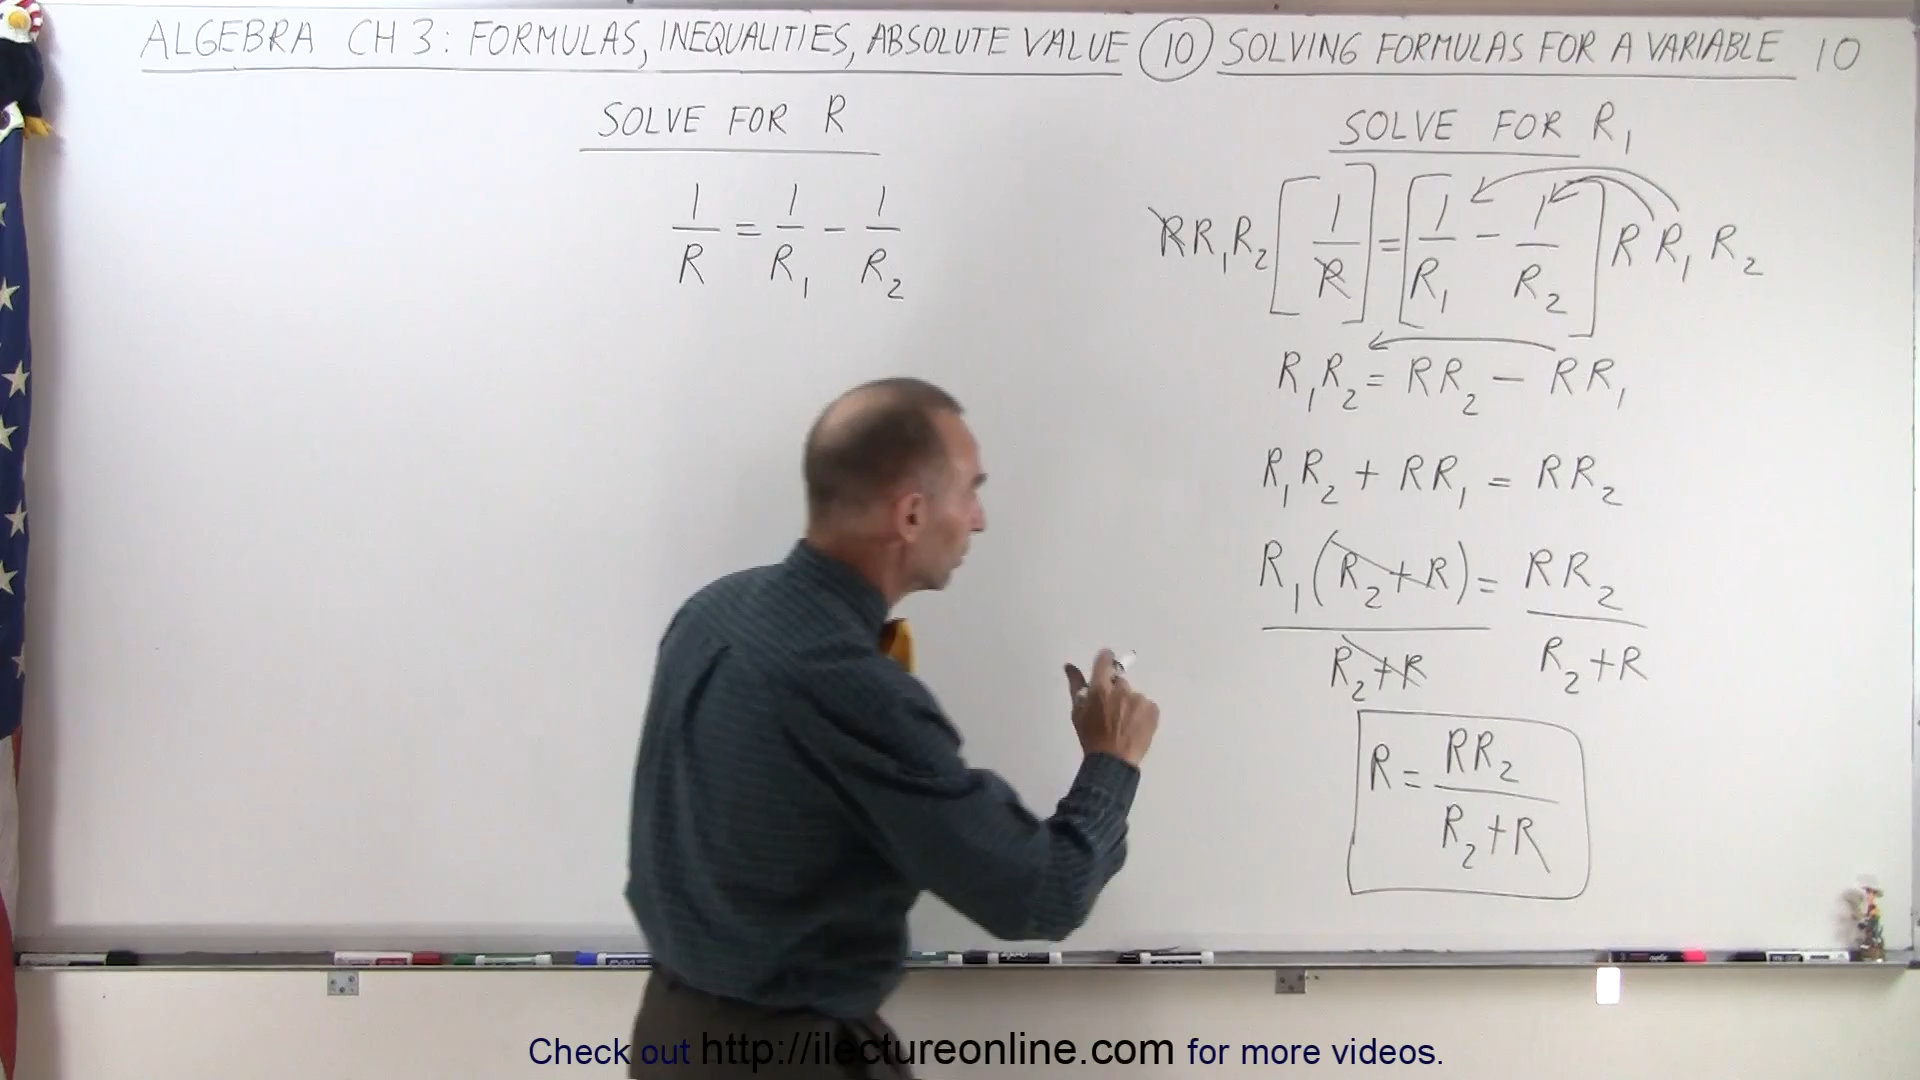 ALGEBRA CH 3: FORMULAS, INEQUALITIES, ABSOLUTE VALUE 10 SOLVING FORMULAS FOR A VARIABLE 10
SOLVE FOR R
1/R = 1/R₁ - 1/R₂
SOLVE FOR R₁
RR₁R₂ [1/R] = [1/R₁ - 1/R₂] R R₁ R₂
R₁R₂ = RR₂ - RR₁
R₁R₂ + RR₁ = RR₂
R₁(R₂+R)/R₂+R = RR₂/R₂+R
R = RR₂/R₂+R
Check out http://ilectureonline.com for more videos.